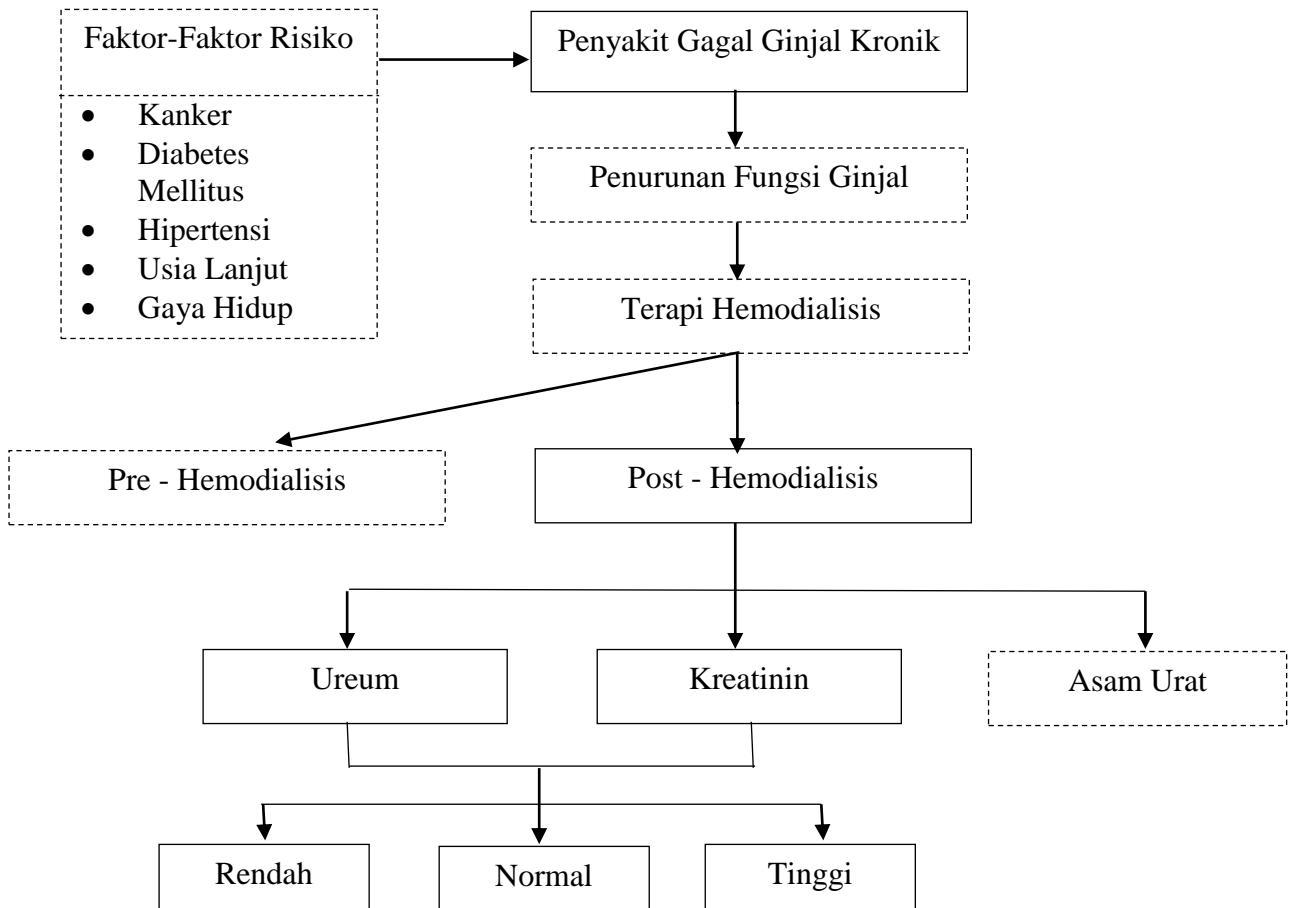 Faktor-Faktor Risiko
• Kanker
• Diabetes
Mellitus
• Hipertensi
• Usia Lanjut
• Gaya Hidup
Penyakit Gagal Ginjal Kronik
Penurunan Fungsi Ginjal
Terapi Hemodialisis
Pre - Hemodialisis
Post - Hemodialisis
Ureum
Kreatinin
Asam Urat
Rendah
Normal
Tinggi